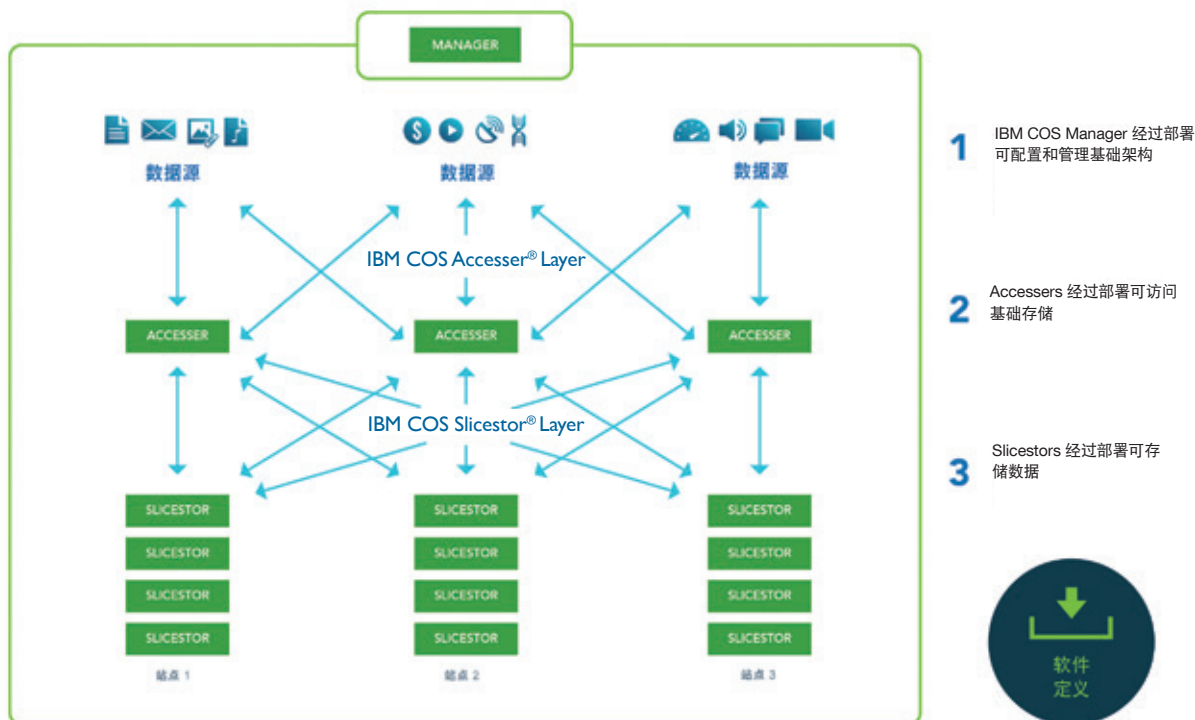 MANAGER
数据源
数据源
数据源
IBM COS Accesser® Layer
ACCESSER
ACCESSER
ACCESSER
IBM COS Slicestor® Layer
SLICESTOR
SLICESTOR
SLICESTOR
SLICESTOR
SLICESTOR
SLICESTOR
SLICESTOR
SLICESTOR
SLICESTOR
SLICESTOR
SLICESTOR
SLICESTOR
站点 1
站点 2
站点 3
1
IBM COS Manager 经过部署
可配置和管理基础架构
2
Accessers 经过部署可访问
基础存储
3
Slicestors 经过部署可存
储数据
软件
定义